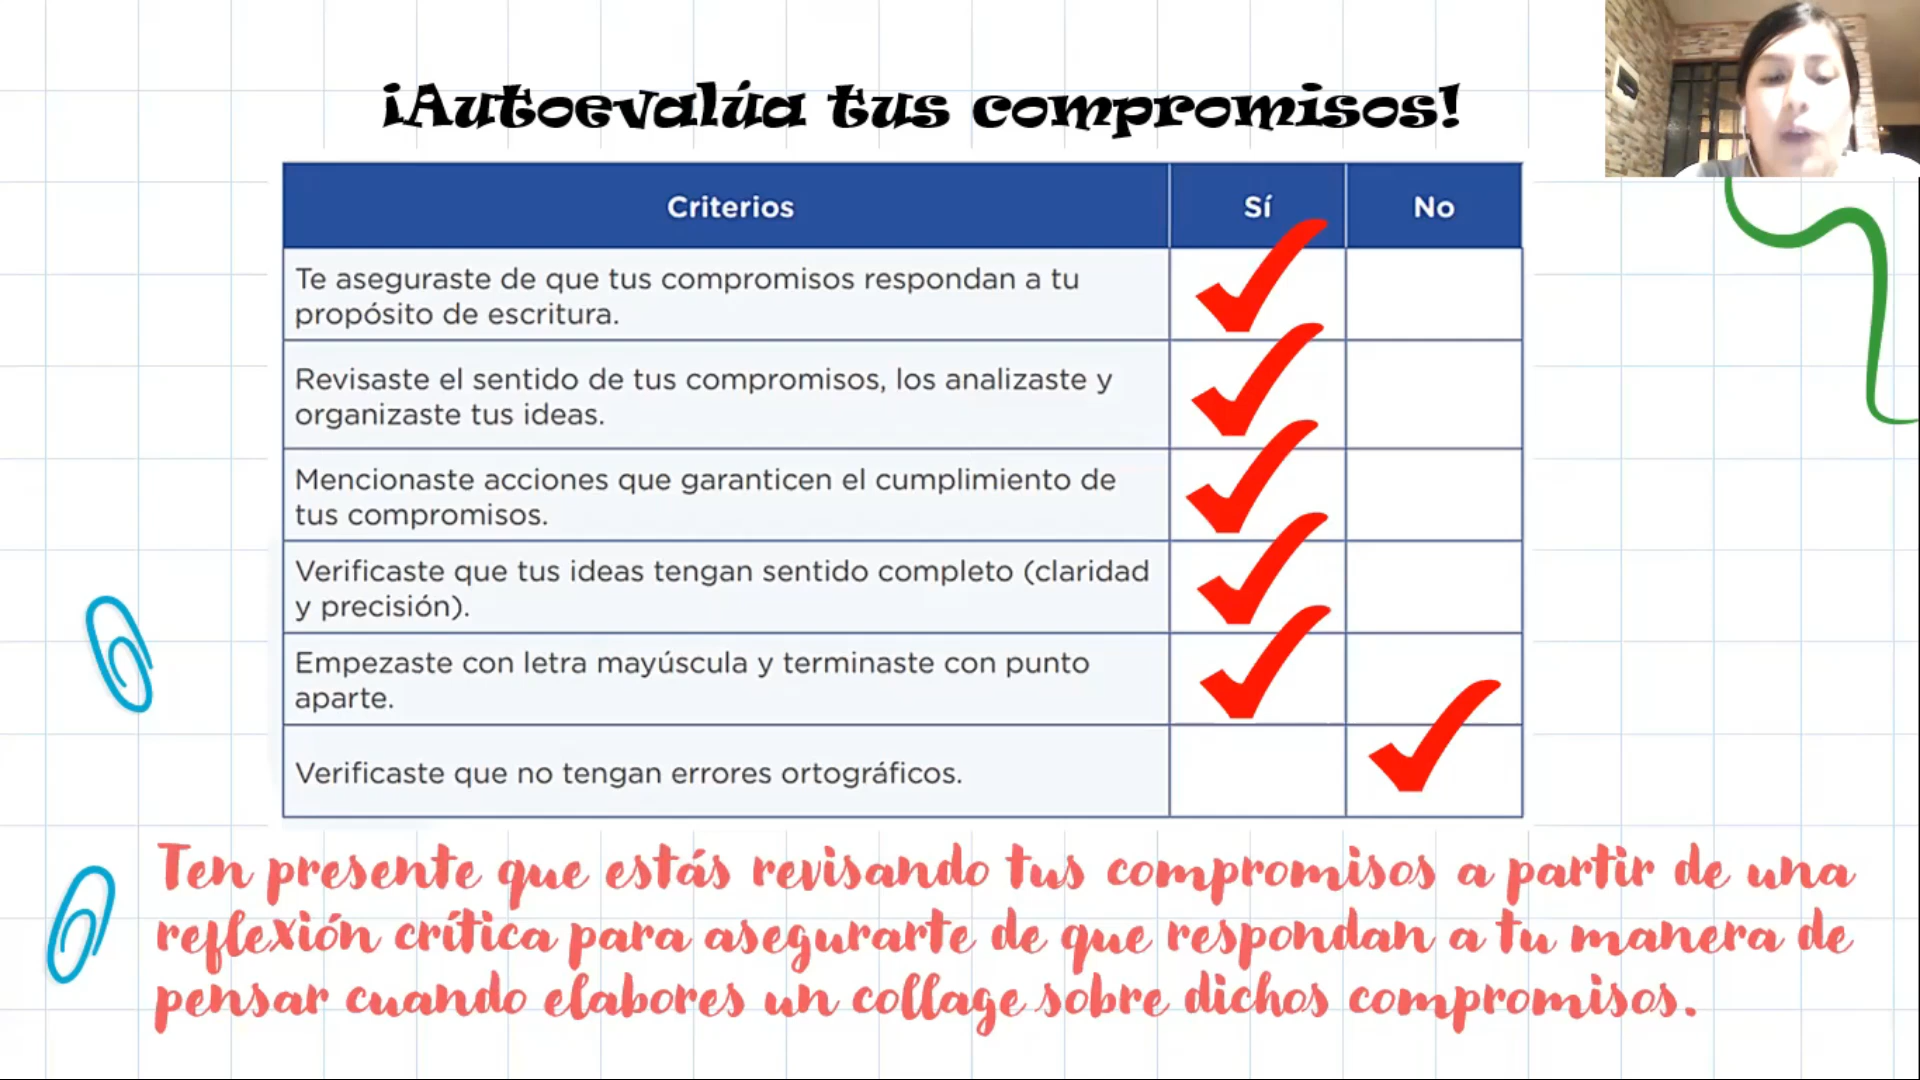 ¡Autoevalúa tus compromisos!
Criterios Sí No
Te aseguraste de que tus compromisos respondan a tu
propósito de escritura.
Revisaste el sentido de tus compromisos, los analizaste y
organizaste tus ideas.
Mencionaste acciones que garanticen el cumplimiento de
tus compromisos.
Verificaste que tus ideas tengan sentido completo (claridad
y precisión).
Empezaste con letra mayúscula y terminaste con punto
aparte.
Verificaste que no tengan errores ortográficos.
Ten presente que estás revisando tus compromisos a partir de una
reflexión crítica para asegurarte de que respondan a tu manera de
pensar cuando elabores un collage sobre dichos compromisos.